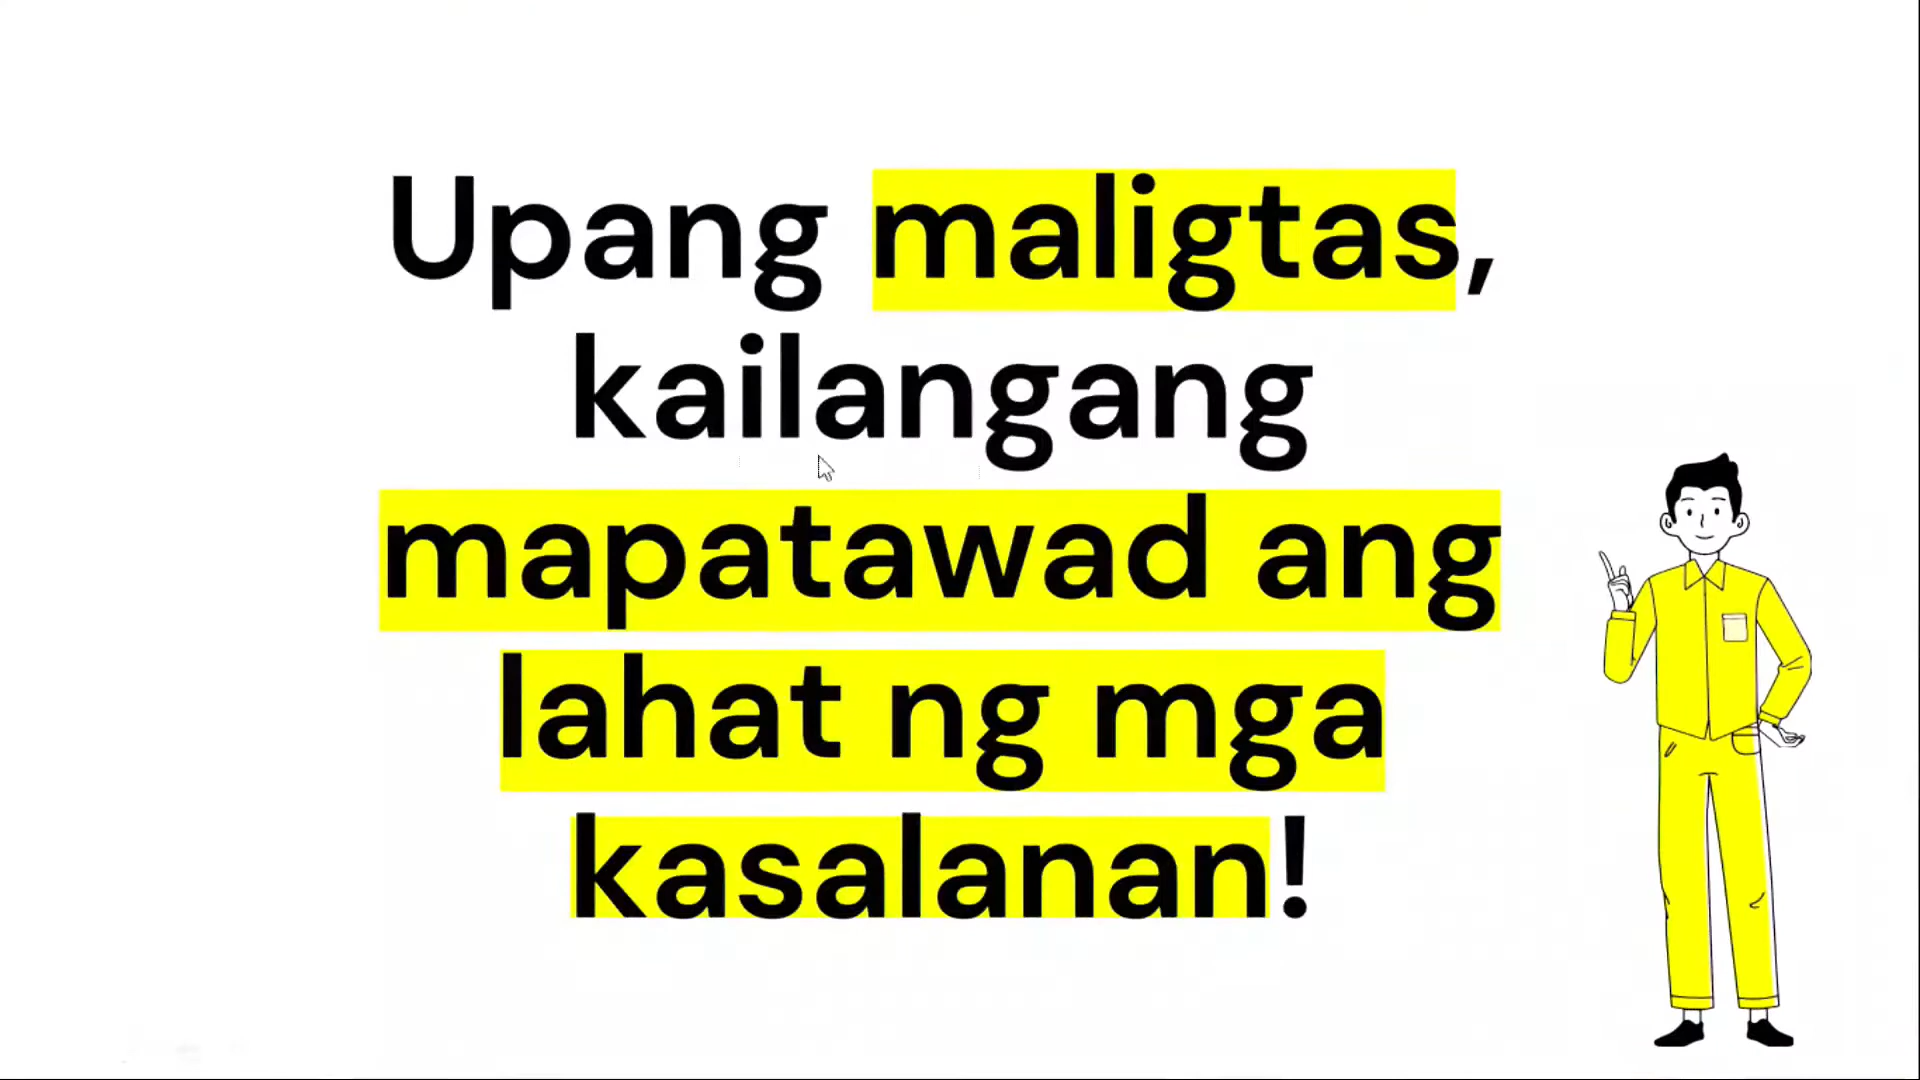 Upang maligtas,
kailangang
mapatawad ang
lahat ng mga
kasalanan!